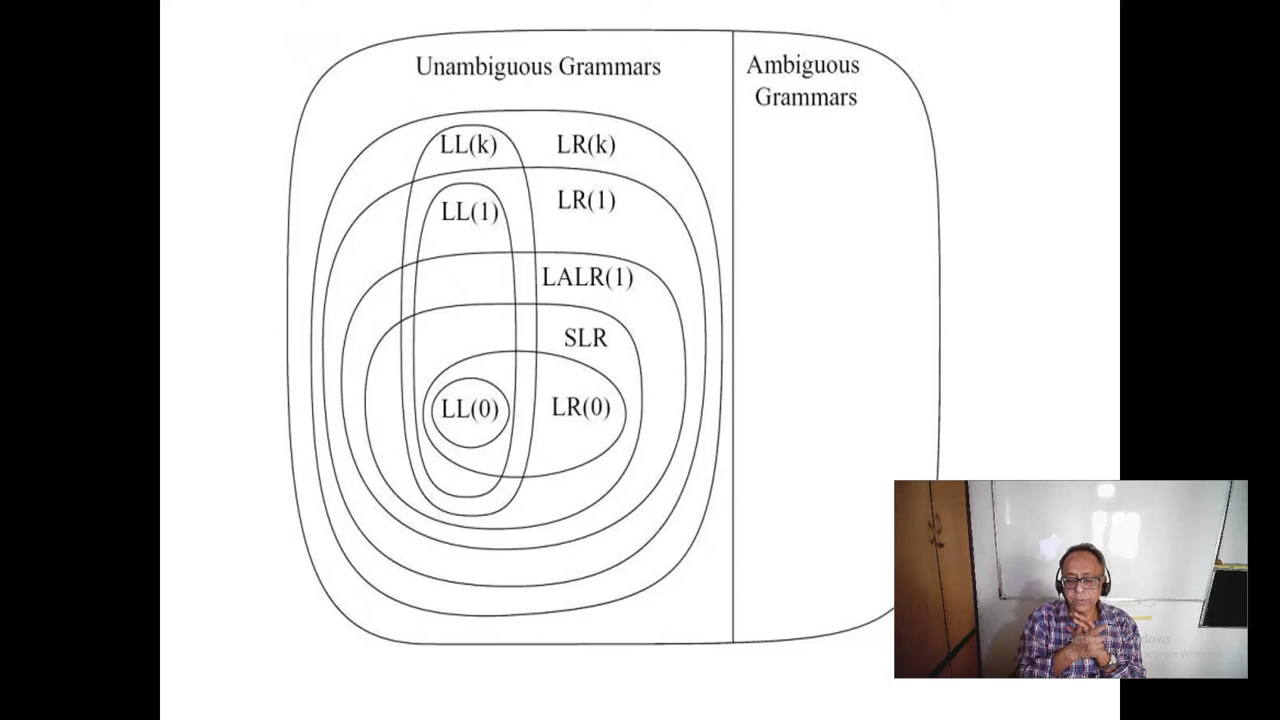 Unambiguous Grammars
Ambiguous
Grammars
LL(k)
LR(k)
LL(1)
LR(1)
LALR(1)
SLR
LL(0)
LR(0)